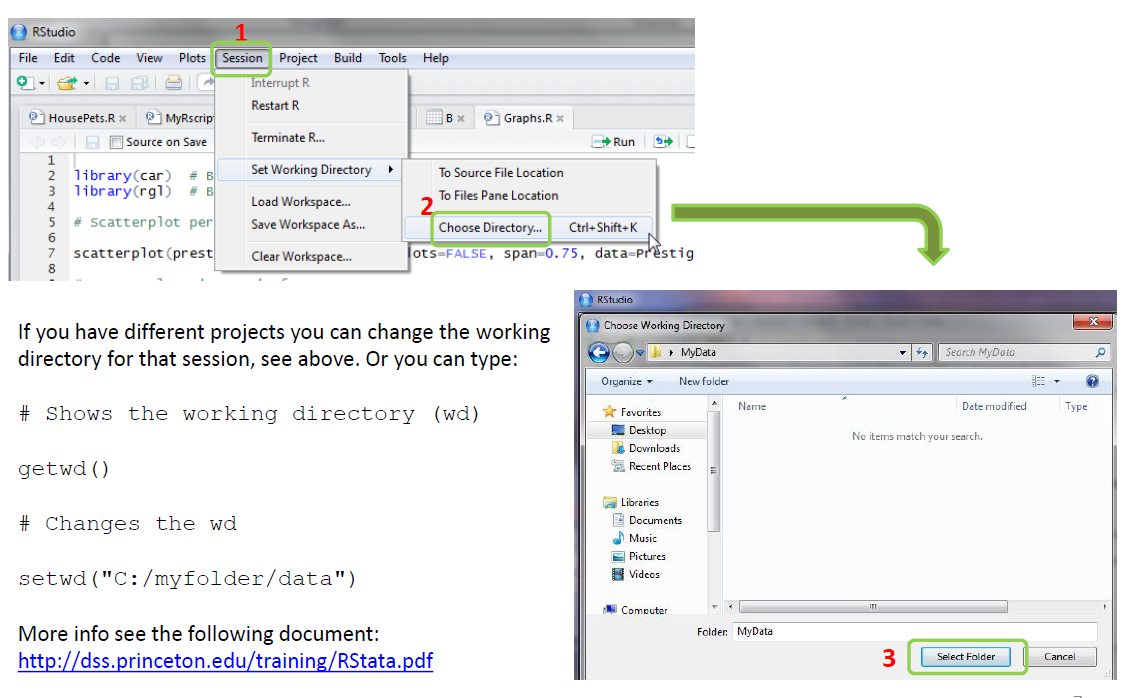 RStudio
1
File Edit Code View Plots Session Project Build Tools Help
Interrupt R
Restart R
Terminate R...
Set Working Directory
Load Workspace...
Save Workspace As...
Clear Workspace...
HousePets.R MyRscrip B Graphs.R
Source on Save Run
To Source File Location
To Files Pane Location
2
Choose Directory... Ctrl+Shift+K
1
2 library(car) # B
3 library(rgl) # B
4
5 # Scatterplot per
6
7 scatterplot(prest lots=FALSE, span=0.75, data=Prestig
8
If you have different projects you can change the working
directory for that session, see above. Or you can type:
# Shows the working directory (wd)
getwd()
# Changes the wd
setwd("C:/myfolder/data")
More info see the following document:
http://dss.princeton.edu/training/RStata.pdf
RStudio
Choose Working Directory
MyData Search MyData
Organize New folder
Favorites
Desktop
Downloads
Recent Places
Libraries
Documents
Music
Pictures
Videos
Computer
Name Date modified Type
No items match your search.
Folder: MyData
3 Select Folder Cancel